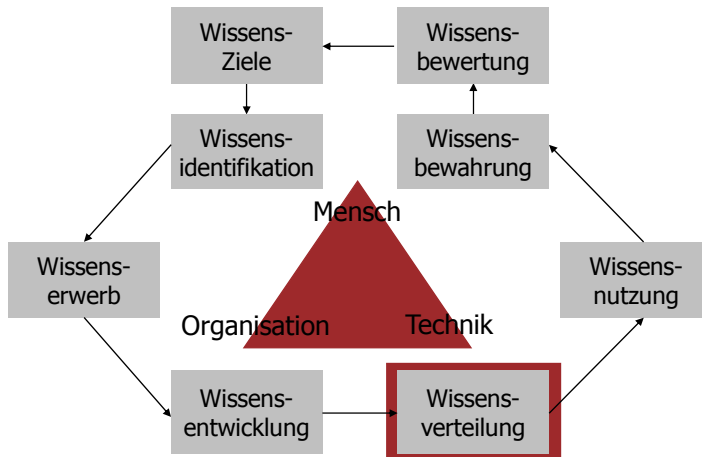 Wissens-
Ziele
Wissens-
bewertung
Wissens-
identifikation
Wissens-
bewahrung
Mensch
Wissens-
erwerb
Wissens-
nutzung
Organisation
Technik
Wissens-
entwicklung
Wissens-
verteilung